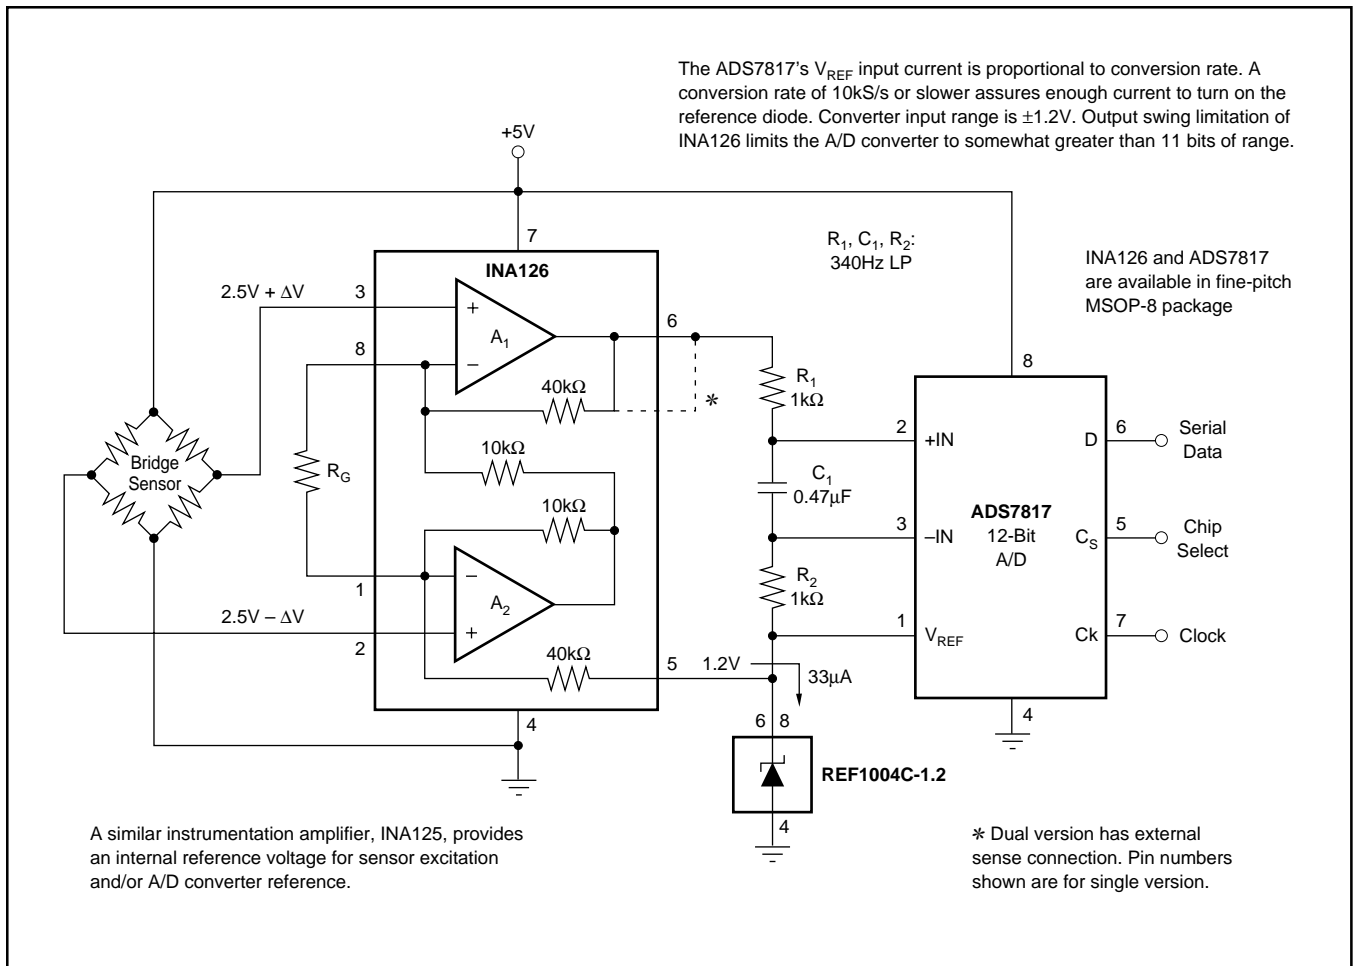 The ADS7817's VREF input current is proportional to conversion rate. A
conversion rate of 10kS/s or slower assures enough current to turn on the
reference diode. Converter input range is ±1.2V. Output swing limitation of
INA126 limits the A/D converter to somewhat greater than 11 bits of range.
+5V
7
R1, C1, R2:
340Hz LP
INA126 and ADS7817
are available in fine-pitch
MSOP-8 package
INA126
2.5V + ΔV
3
+
A1
−
6
8
40kΩ
*
10kΩ
RG
Bridge
Sensor
10kΩ
1
−
A2
+
2.5V – ΔV
2
40kΩ
5
4
R1
1kΩ
C1
0.47μF
R2
1kΩ
1.2V
33μA
8
2
+IN
D
6
Serial
Data
3
–IN
ADS7817
12-Bit
A/D
CS
5
Chip
Select
1
VREF
Ck
7
Clock
4
6 8
REF1004C-1.2
4
A similar instrumentation amplifier, INA125, provides
an internal reference voltage for sensor excitation
and/or A/D converter reference.
* Dual version has external
sense connection. Pin numbers
shown are for single version.